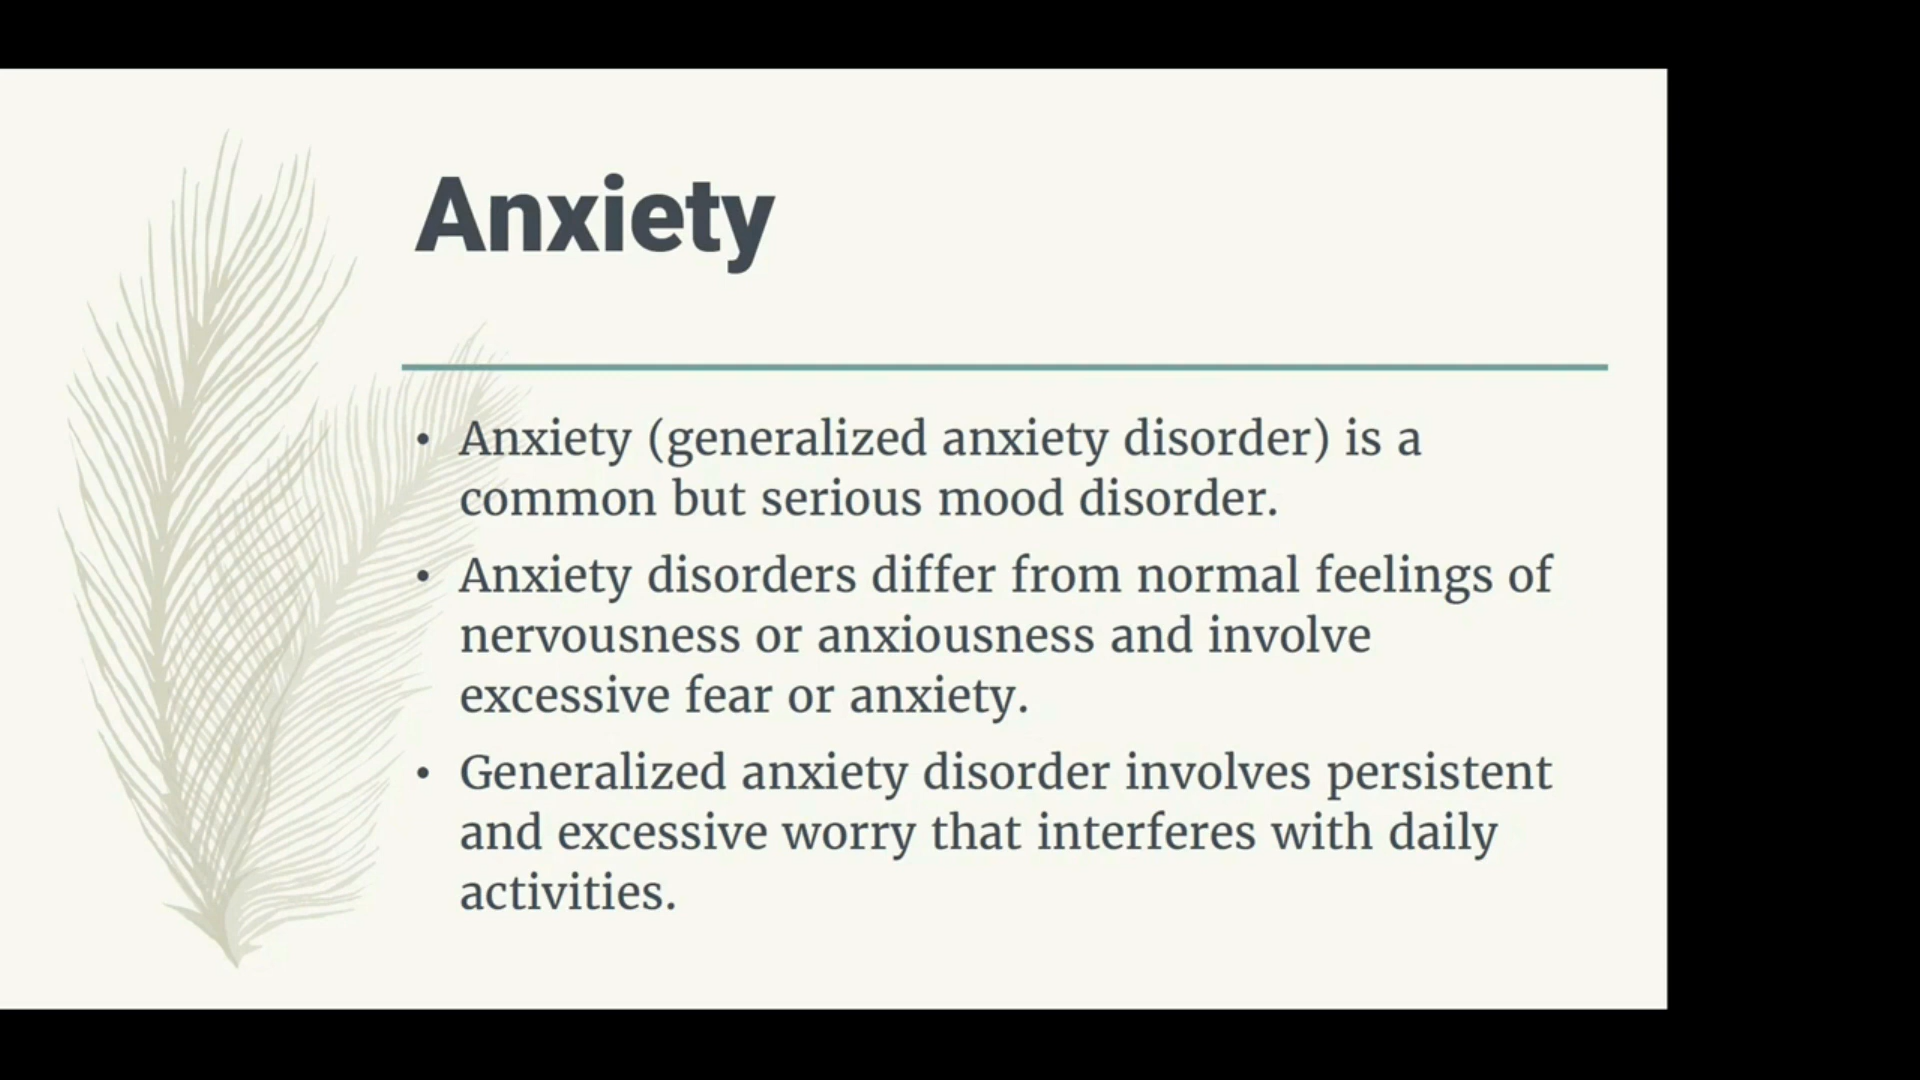 Anxiety
• Anxiety (generalized anxiety disorder) is a
common but serious mood disorder.
• Anxiety disorders differ from normal feelings of
nervousness or anxiousness and involve
excessive fear or anxiety.
• Generalized anxiety disorder involves persistent
and excessive worry that interferes with daily
activities.